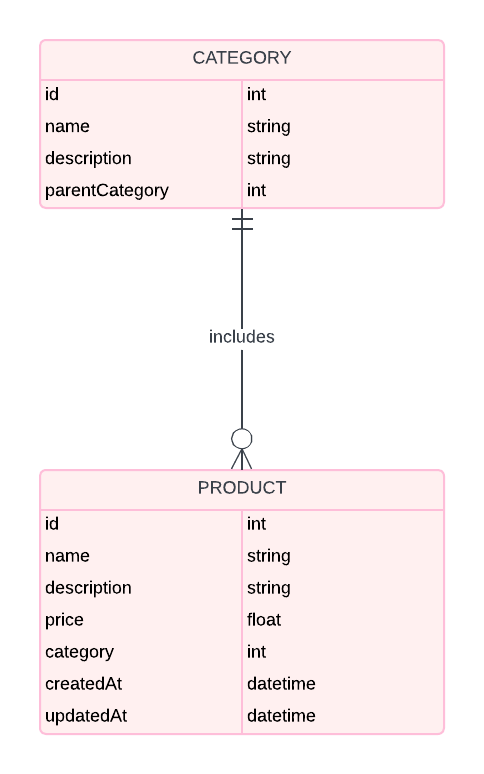 CATEGORY
id int
name string
description string
parentCategory int
includes
PRODUCT
id int
name string
description string
price float
category int
createdAt datetime
updatedAt datetime